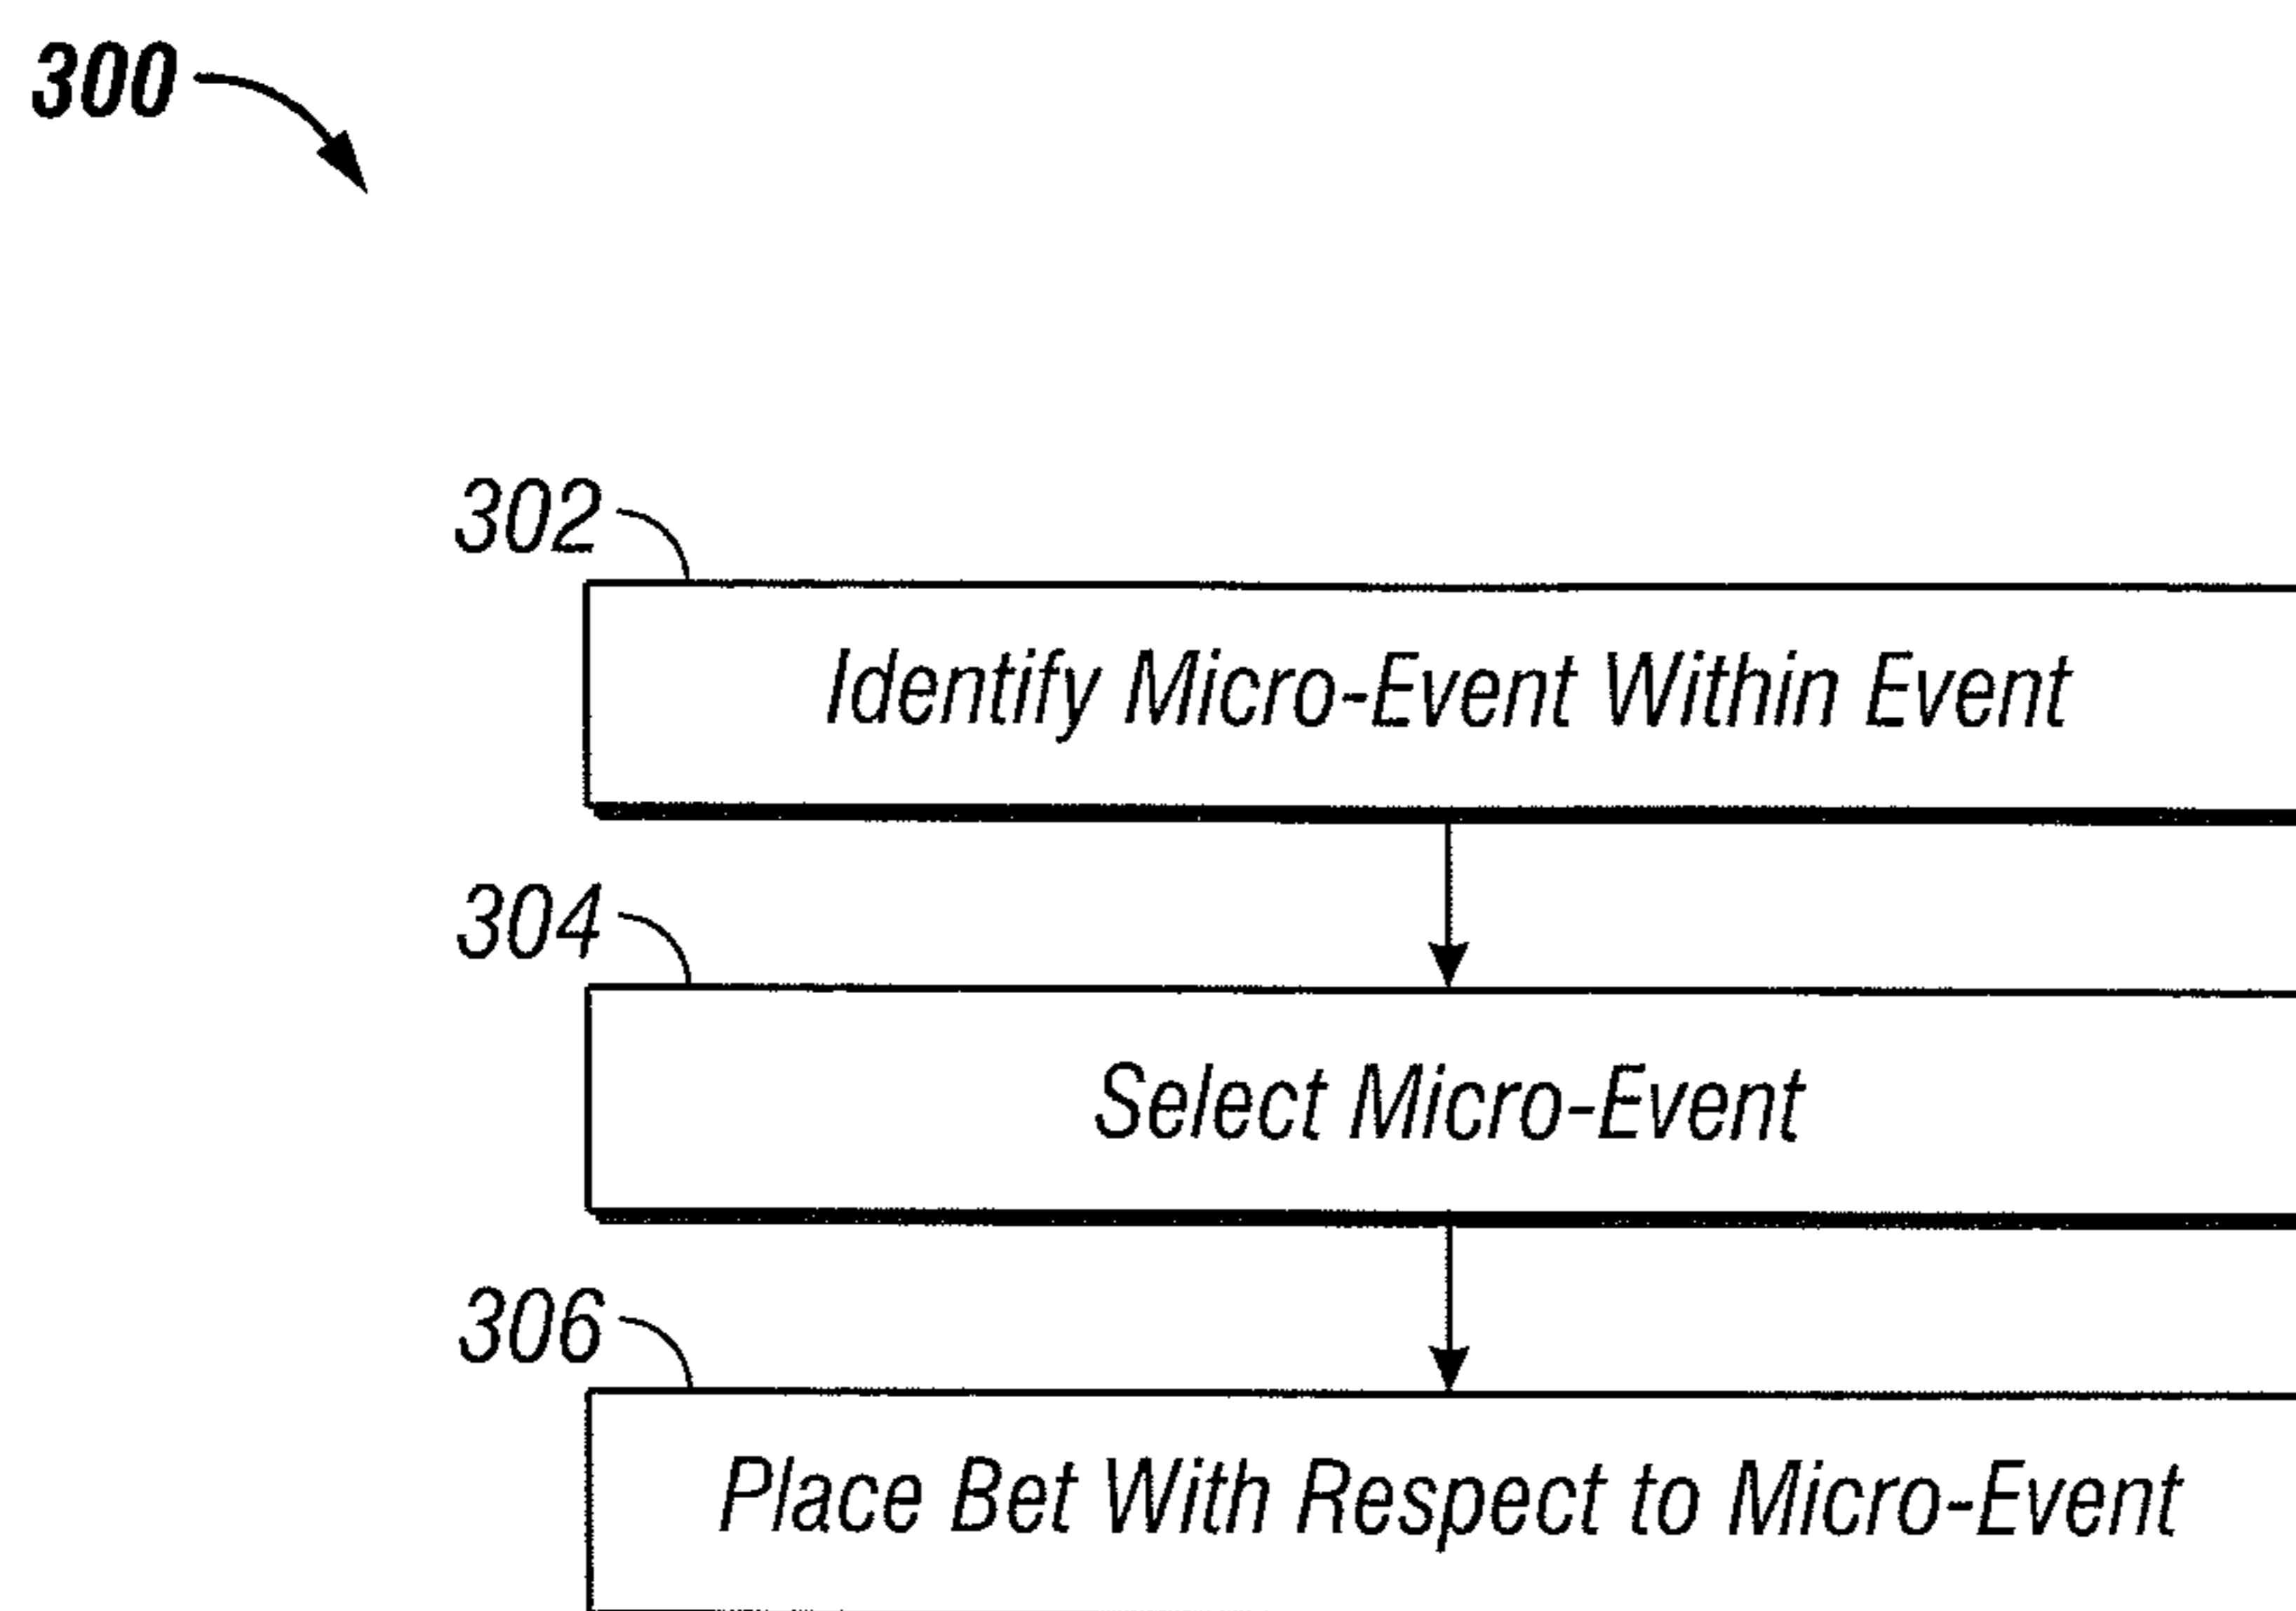 300
302
Identify Micro-Event Within Event
304
Select Micro-Event
306
Place Bet With Respect to Micro-Event